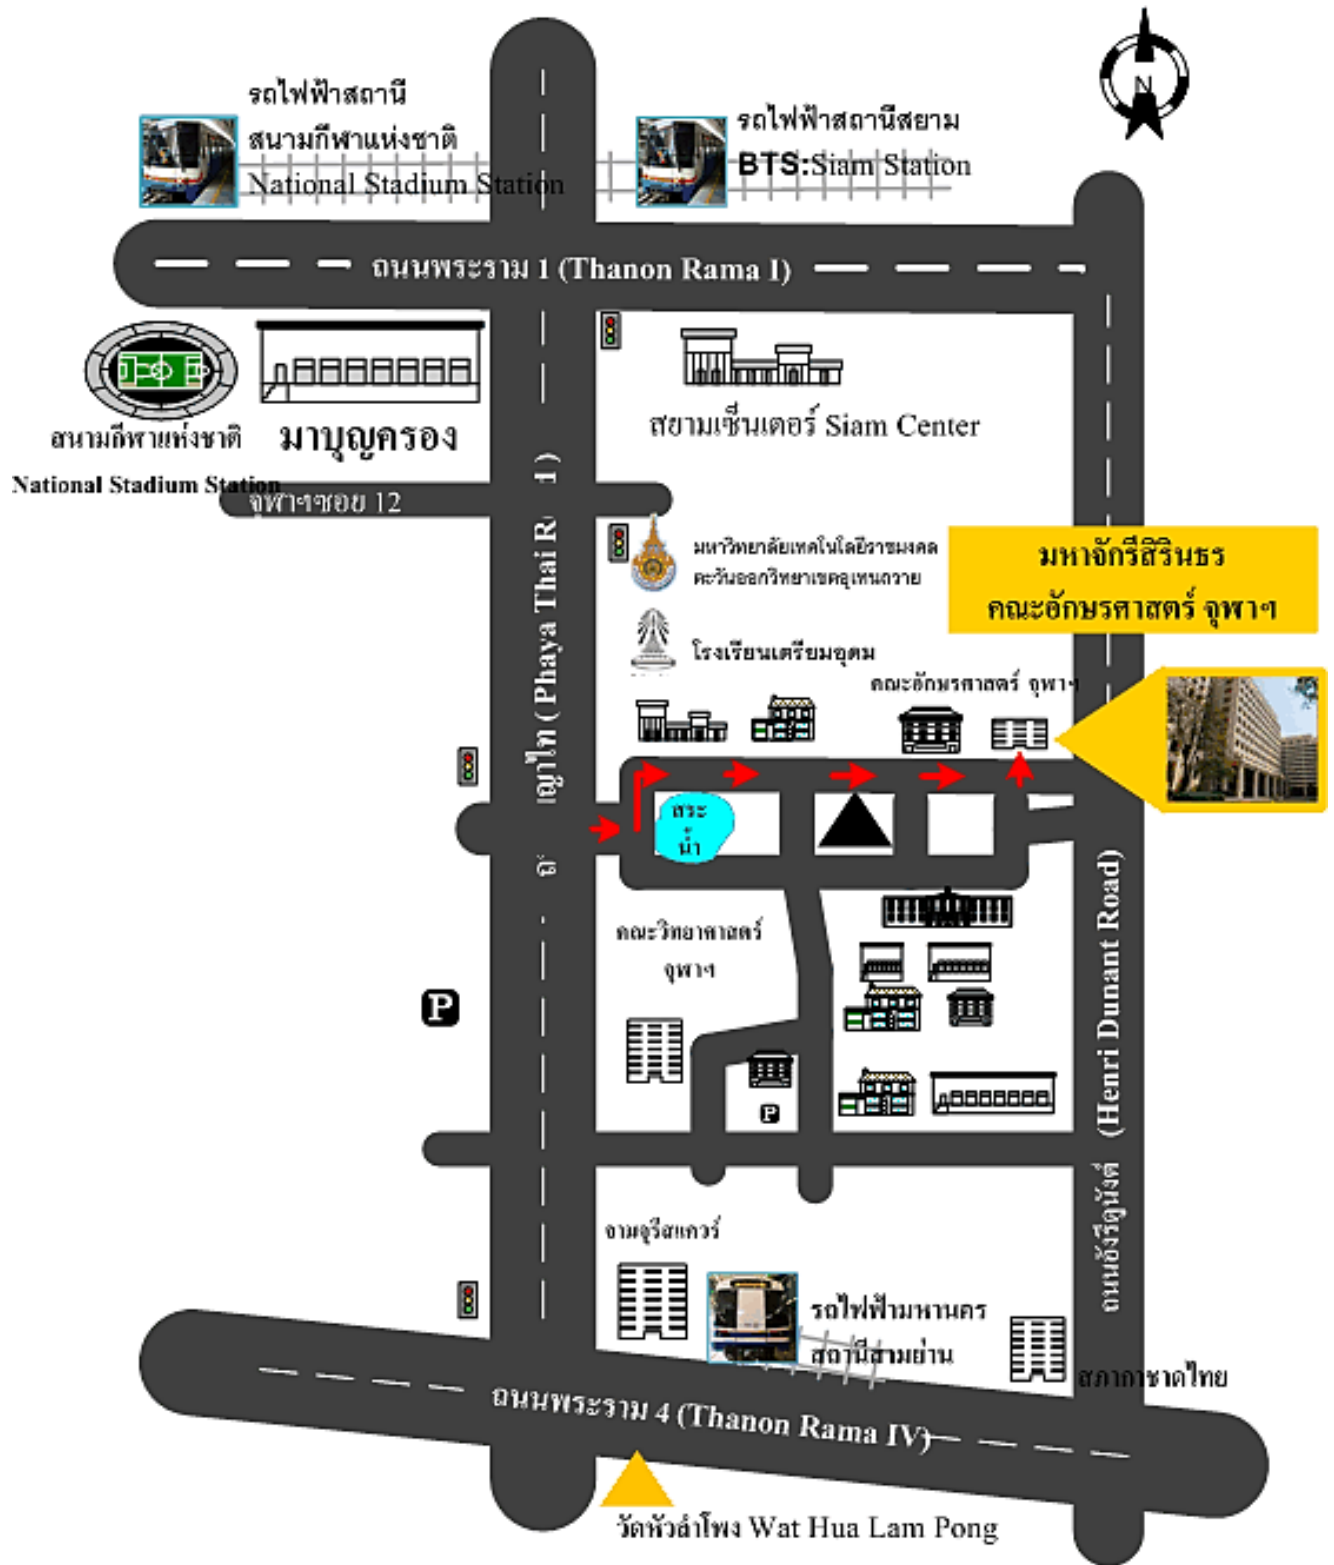 รถไฟฟ้าสถานี
สนามกีฬาแห่งชาติ
National Stadium Station
รถไฟฟ้าสถานีสยาม
BTS:Siam Station
N
ถนนพระราม 1 (Thanon Rama I)
สนามกีฬาแห่งชาติ
National Stadium Station
มาบุญครอง
สยามเซ็นเตอร์ Siam Center
จุฬาฯซอย 12
มหาวิทยาลัยเทคโนโลยีราชมงคล
ตะวันออกวิทยาเขตอุเทนถวาย
มหาจักรีสิรินธร
คณะอักษรศาสตร์ จุฬาฯ
โรงเรียนเตรียมอุดม
คณะอักษรศาสตร์ จุฬาฯ
ญาไท ( Phaya Thai R d )
สระ
น้ำ
คณะวิทยาศาสตร์
จุฬาฯ
P
P
ถนนอังรีดูนังต์ (Henri Dunant Road)
จามจุรีสแควร์
รถไฟฟ้ามหานคร
สถานีสามย่าน
สภากาชาดไทย
ถนนพระราม 4 (Thanon Rama IV)
วัดหัวลำโพง Wat Hua Lam Pong